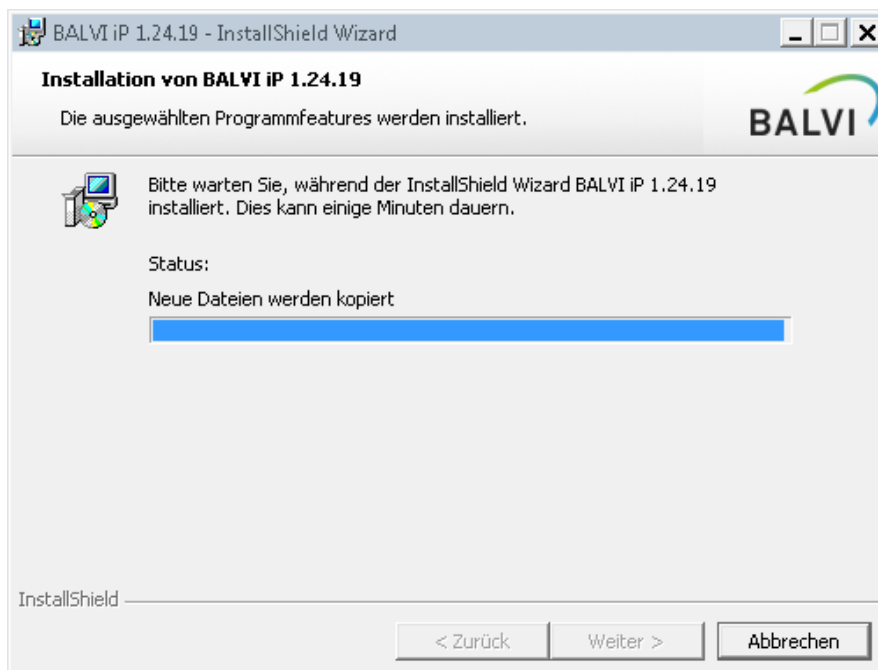 BALVI iP 1.24.19 - InstallShield Wizard
Installation von BALVI iP 1.24.19
Die ausgewählten Programmfeatures werden installiert.
BALVI
Bitte warten Sie, während der InstallShield Wizard BALVI iP 1.24.19
installiert. Dies kann einige Minuten dauern.
Status:
Neue Dateien werden kopiert
InstallShield
< Zurück
Weiter >
Abbrechen